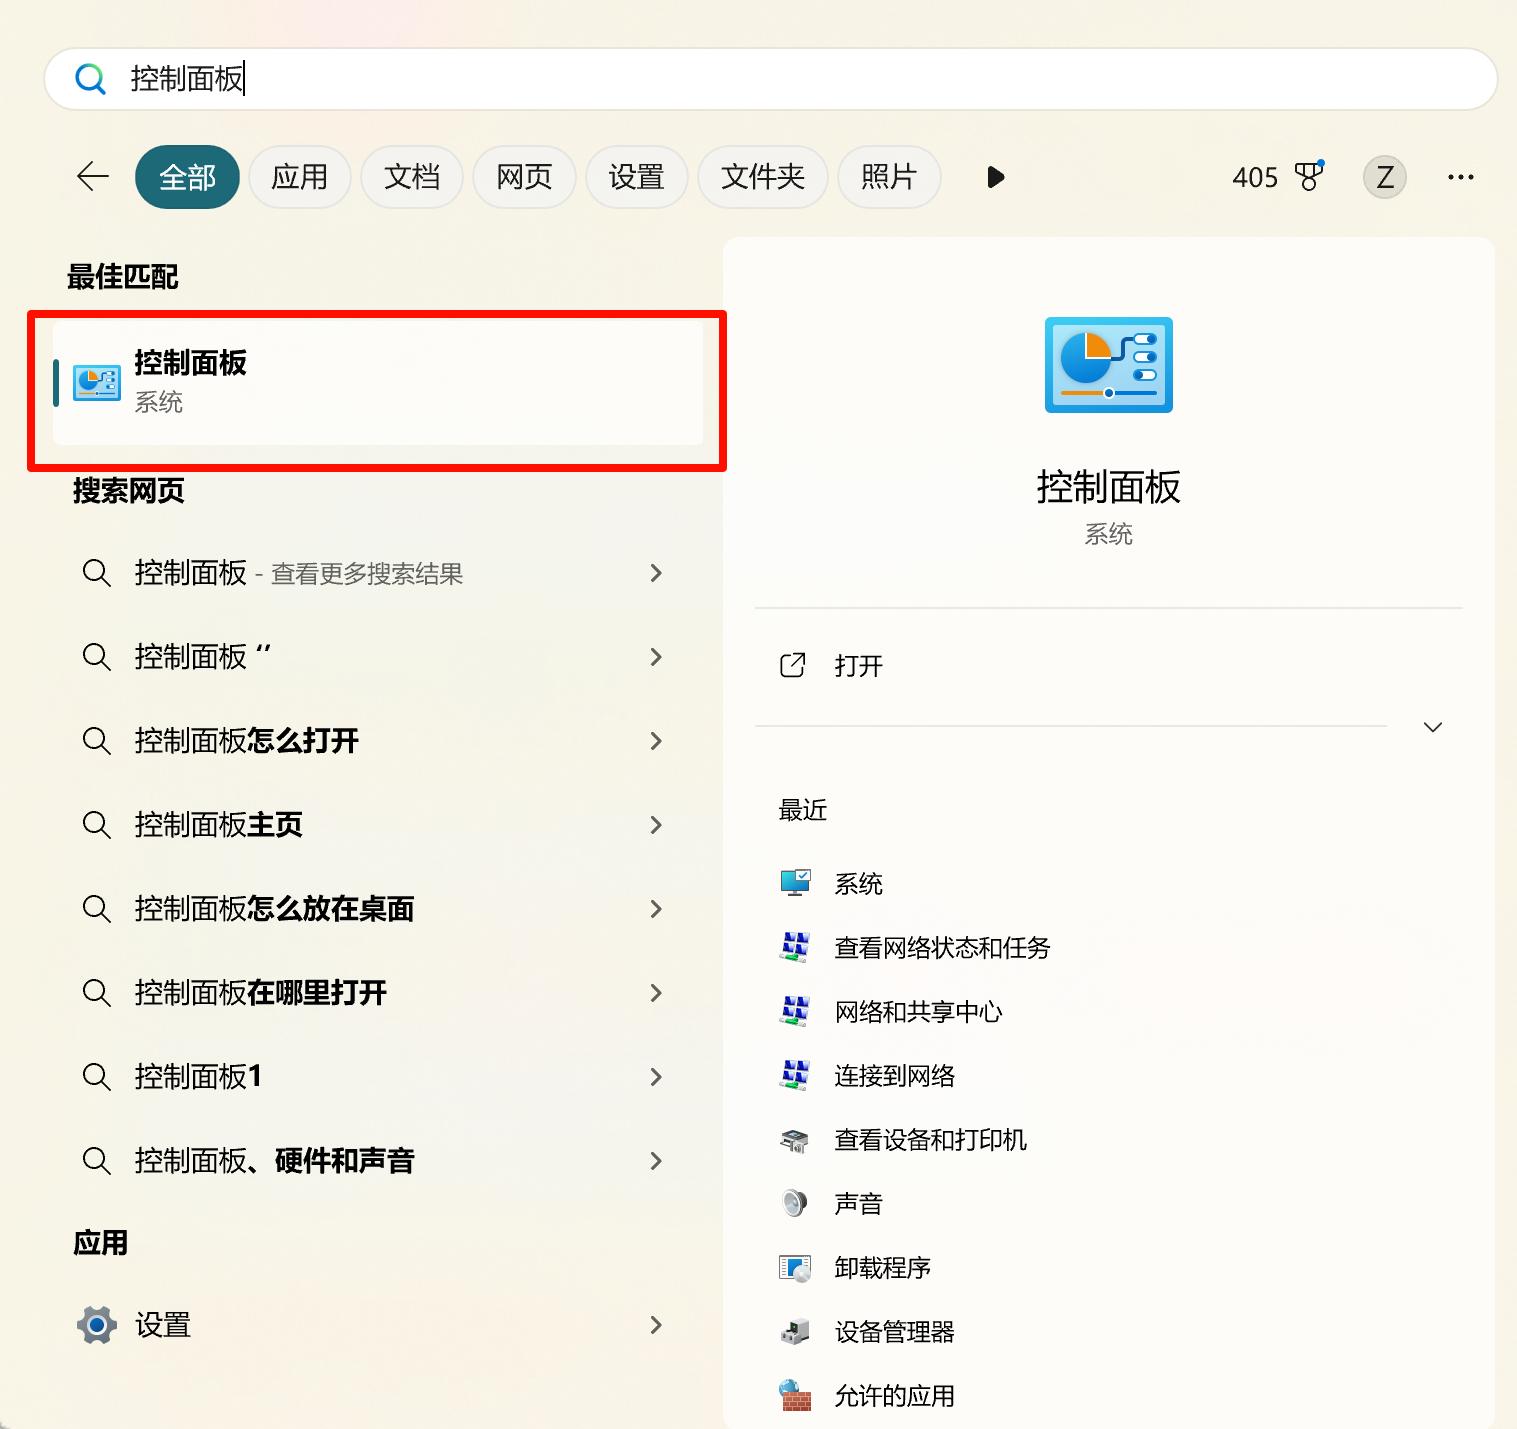 控制面板
全部 应用 文档 网页 设置 文件夹 照片 405 Z
最佳匹配
控制面板
系统
搜索网页
控制面板 - 查看更多搜索结果
控制面板 ‘’
控制面板怎么打开
控制面板主页
控制面板怎么放在桌面
控制面板在哪里打开
控制面板1
控制面板、硬件和声音
应用
设置
控制面板
系统
打开
最近
系统
查看网络状态和任务
网络和共享中心
连接到网络
查看设备和打印机
声音
卸载程序
设备管理器
允许的应用